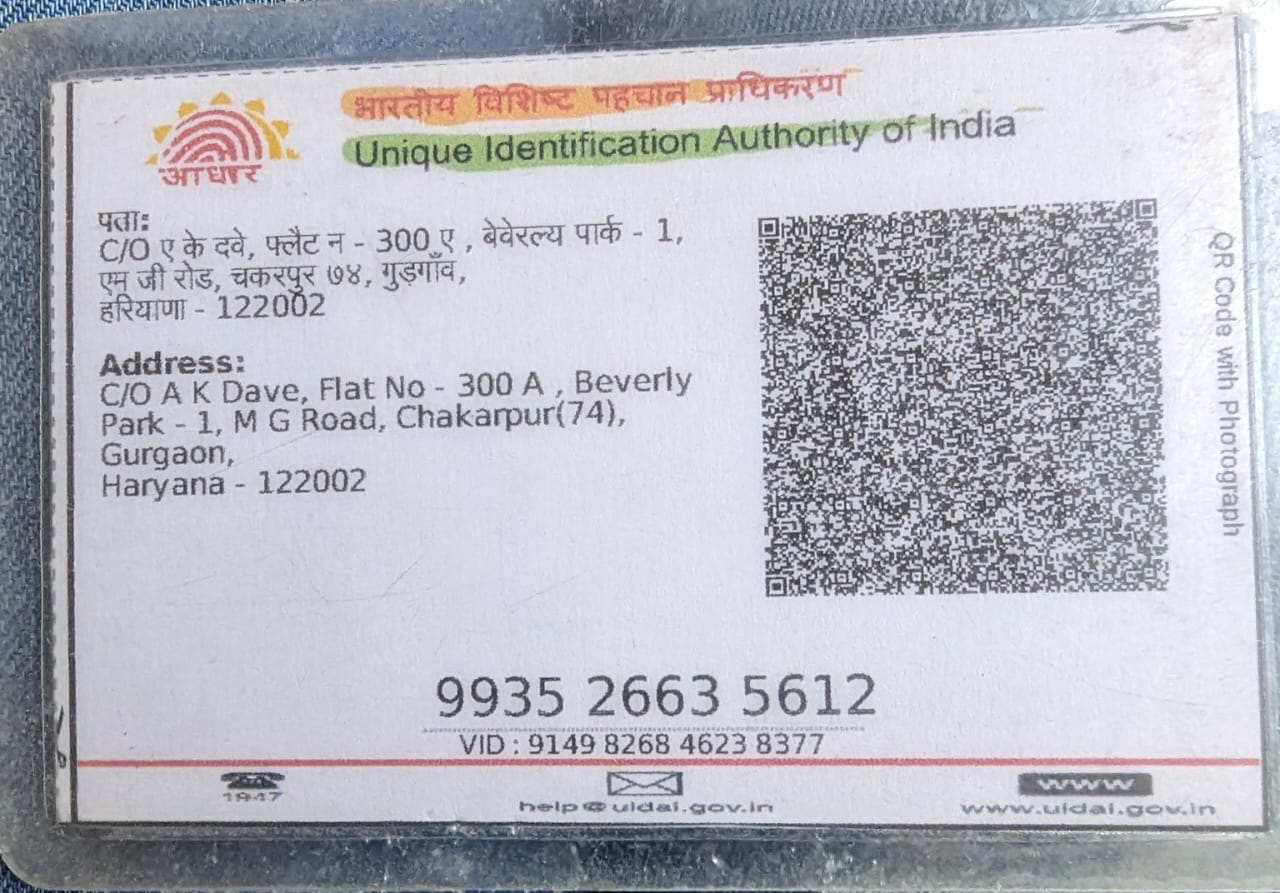 भारतीय विशिष्ट पहचान प्राधिकरण
Unique Identification Authority of India
आधार
पताः
C/O ए के दवे, फ्लैट न - 300 ए , बेवेरल्य पार्क - 1,
एम जी रोड, चकरपुर ७४, गुड़गाँव,
हरियाणा - 122002
Address:
C/O A K Dave, Flat No - 300 A , Beverly
Park - 1, M G Road, Chakarpur(74),
Gurgaon,
Haryana - 122002
QR Code with Photograph
9935 2663 5612
VID : 9149 8268 4623 8377
1947
help@uidai.gov.in
www
www.uidai.gov.in